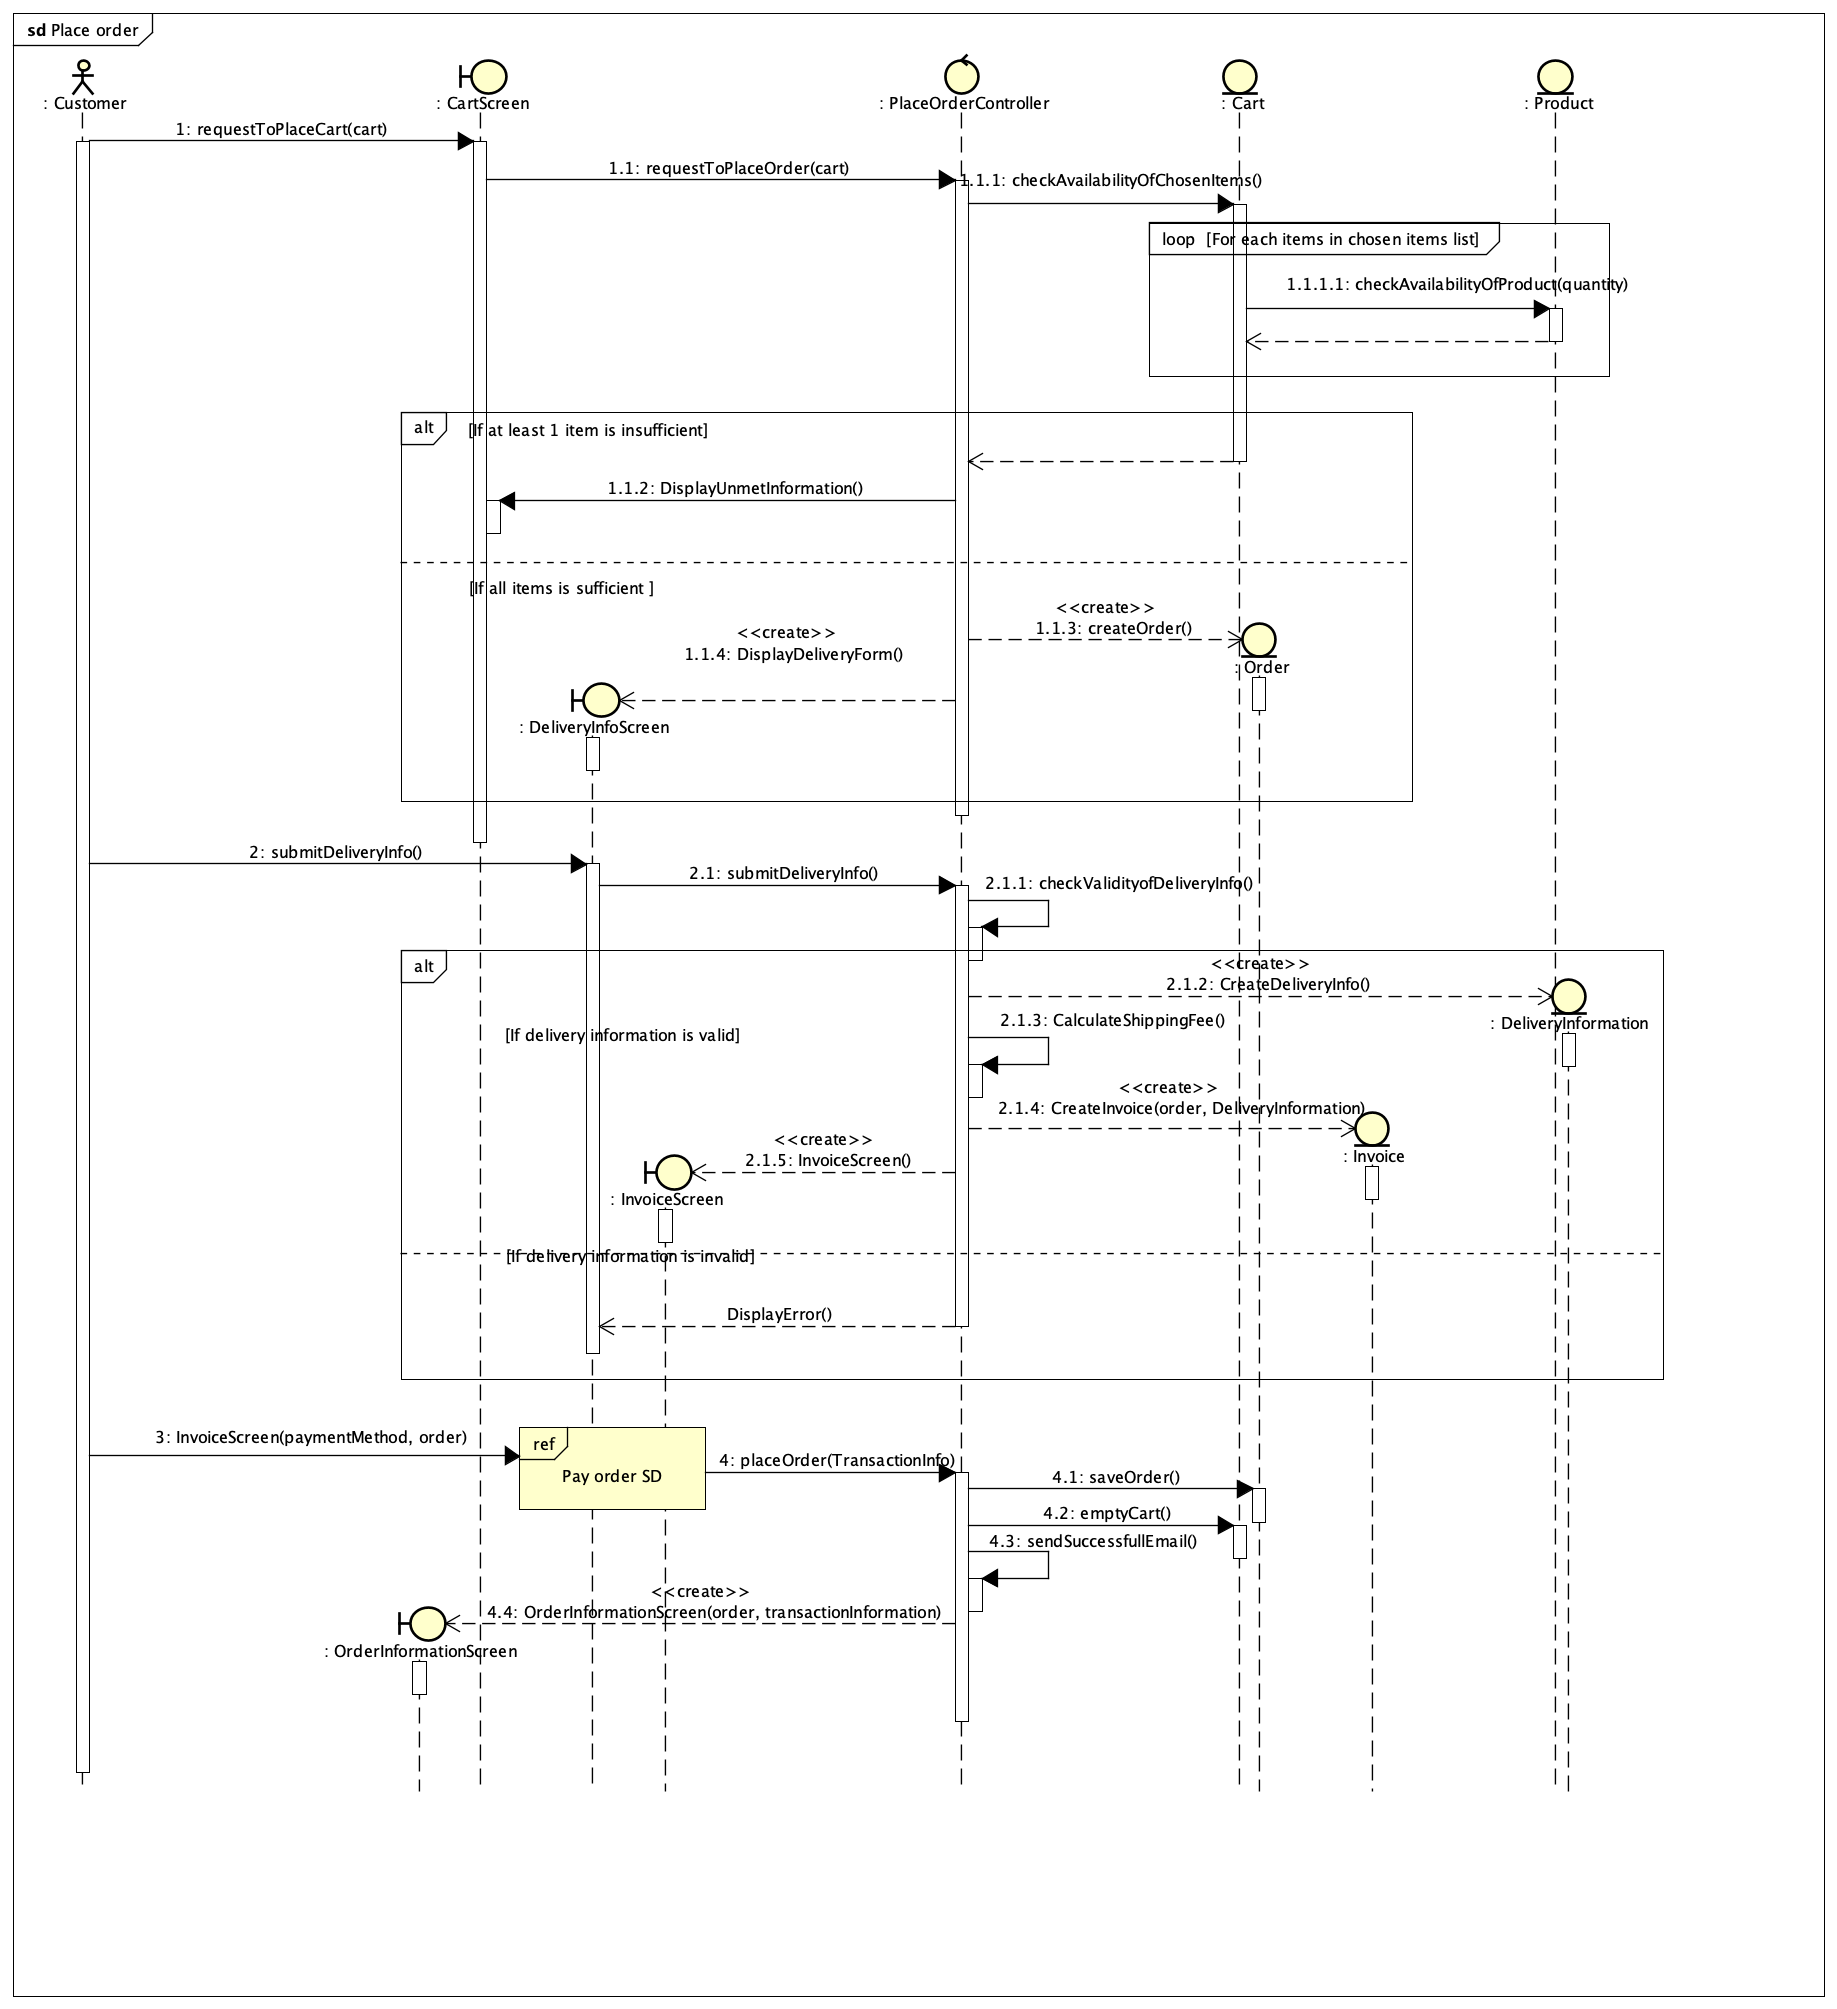 sd Place order
: Customer
: CartScreen
: PlaceOrderController
: Cart
: Product
1: requestToPlaceCart(cart)
1.1: requestToPlaceOrder(cart)
1.1.1: checkAvailabilityOfChosenItems()
loop [For each items in chosen items list]
1.1.1.1: checkAvailabilityOfProduct(quantity)
alt
[If at least 1 item is insufficient]
1.1.2: DisplayUnmetInformation()
[If all items is sufficient ]
<<create>>
1.1.3: createOrder()
: Order
<<create>>
1.1.4: DisplayDeliveryForm()
: DeliveryInfoScreen
2: submitDeliveryInfo()
2.1: submitDeliveryInfo()
2.1.1: checkValidityofDeliveryInfo()
alt
<<create>>
2.1.2: CreateDeliveryInfo()
: DeliveryInformation
[If delivery information is valid]
2.1.3: CalculateShippingFee()
<<create>>
2.1.4: CreateInvoice(order, DeliveryInformation)
: Invoice
<<create>>
2.1.5: InvoiceScreen()
: InvoiceScreen
[If delivery information is invalid]
DisplayError()
3: InvoiceScreen(paymentMethod, order)
ref
Pay order SD
4: placeOrder(TransactionInfo)
4.1: saveOrder()
4.2: emptyCart()
4.3: sendSuccessfullEmail()
<<create>>
4.4: OrderInformationScreen(order, transactionInformation)
: OrderInformationScreen